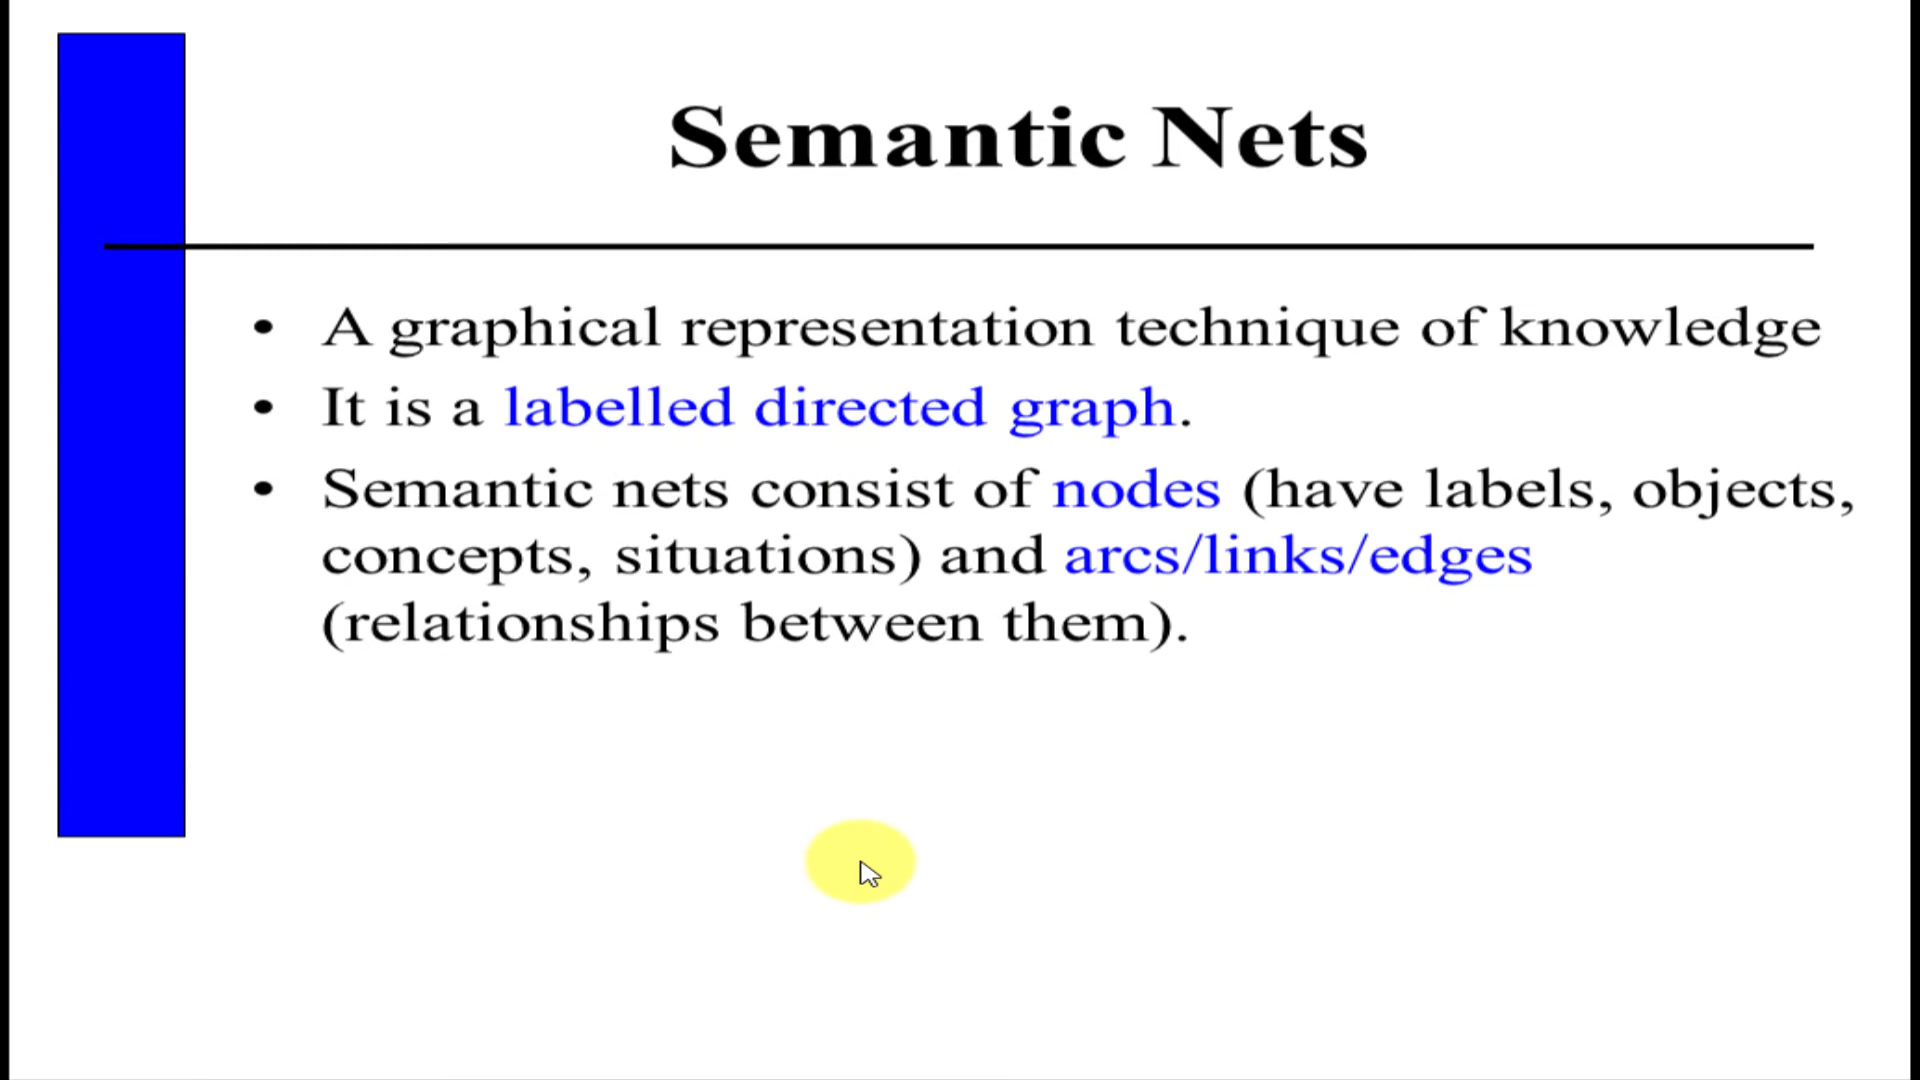 Semantic Nets
• A graphical representation technique of knowledge
• It is a labelled directed graph.
• Semantic nets consist of nodes (have labels, objects,
concepts, situations) and arcs/links/edges
(relationships between them).